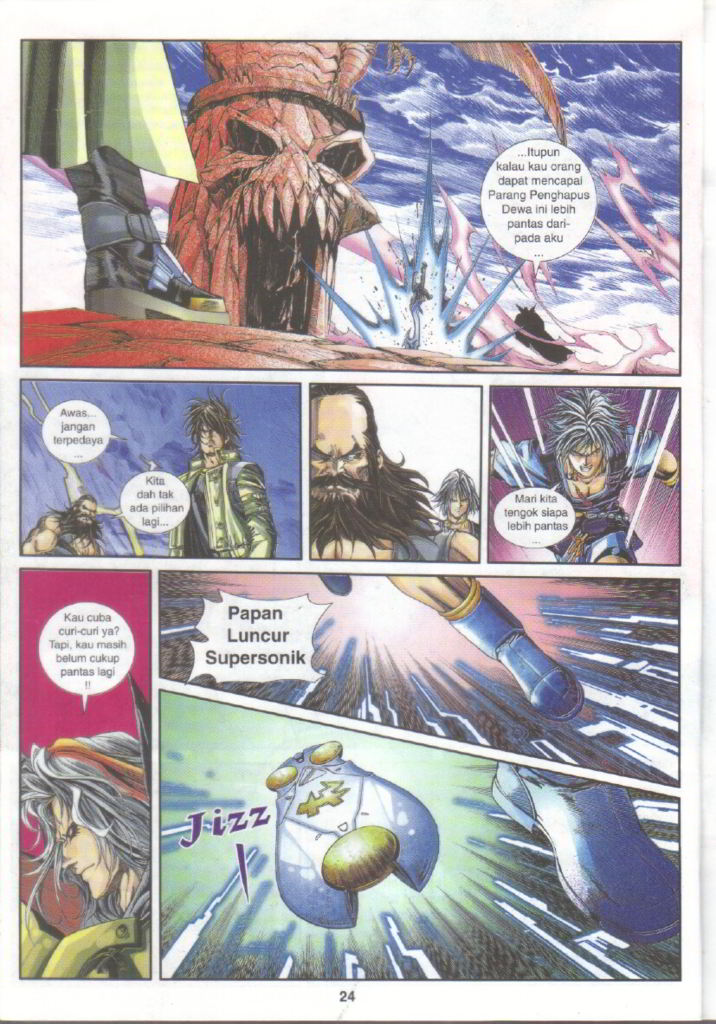 ...Itupun
kalau kau orang
dapat mencapai
Parang Penghapus
Dewa ini lebih
pantas dari-
pada aku
...
Awas...
jangan
terpedaya
...
Kita
dah tak
ada pilihan
lagi...
Mari kita
tengok siapa
lebih pantas
Kau cuba
curi-curi ya?
Tapi, kau masih
belum cukup
pantas lagi
!!
Papan
Luncur
Supersonik
Jizz
24